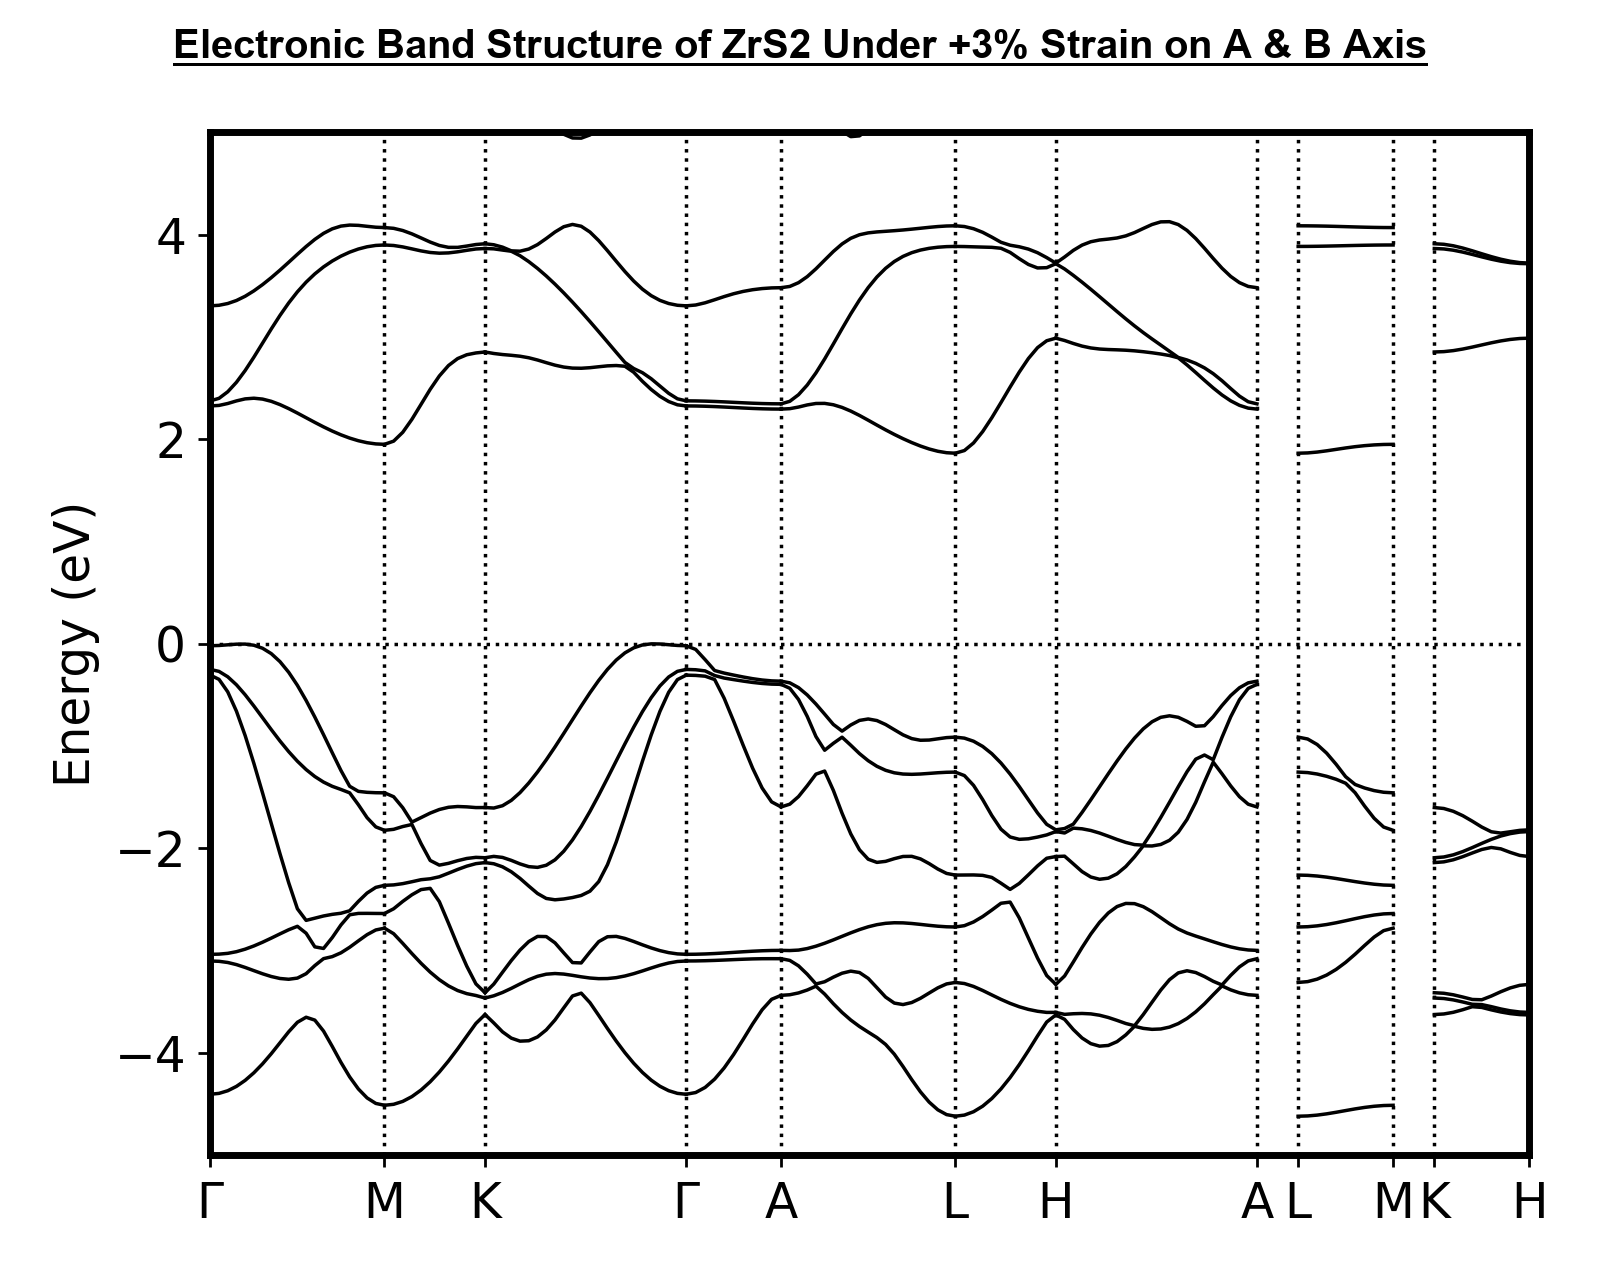 Electronic Band Structure of ZrS2 Under +3% Strain on A & B Axis
Energy (eV)
4
2
0
−2
−4
Γ M K Γ A L H A L M K H